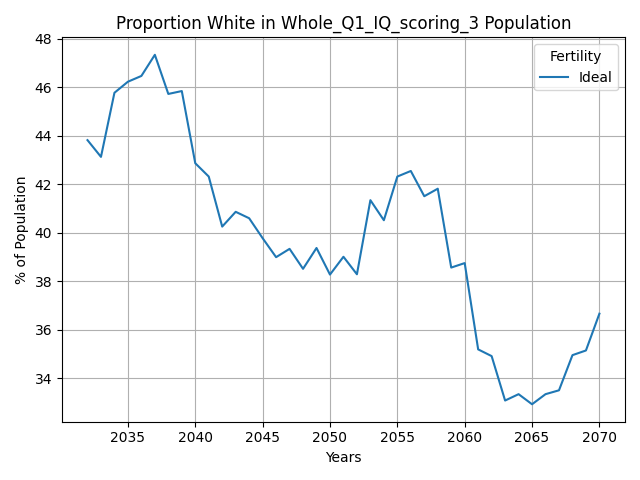 Proportion White in Whole_Q1_IQ_scoring_3 Population
Fertility
Ideal
% of Population
48
46
44
42
40
38
36
34
2035 2040 2045 2050 2055 2060 2065 2070
Years